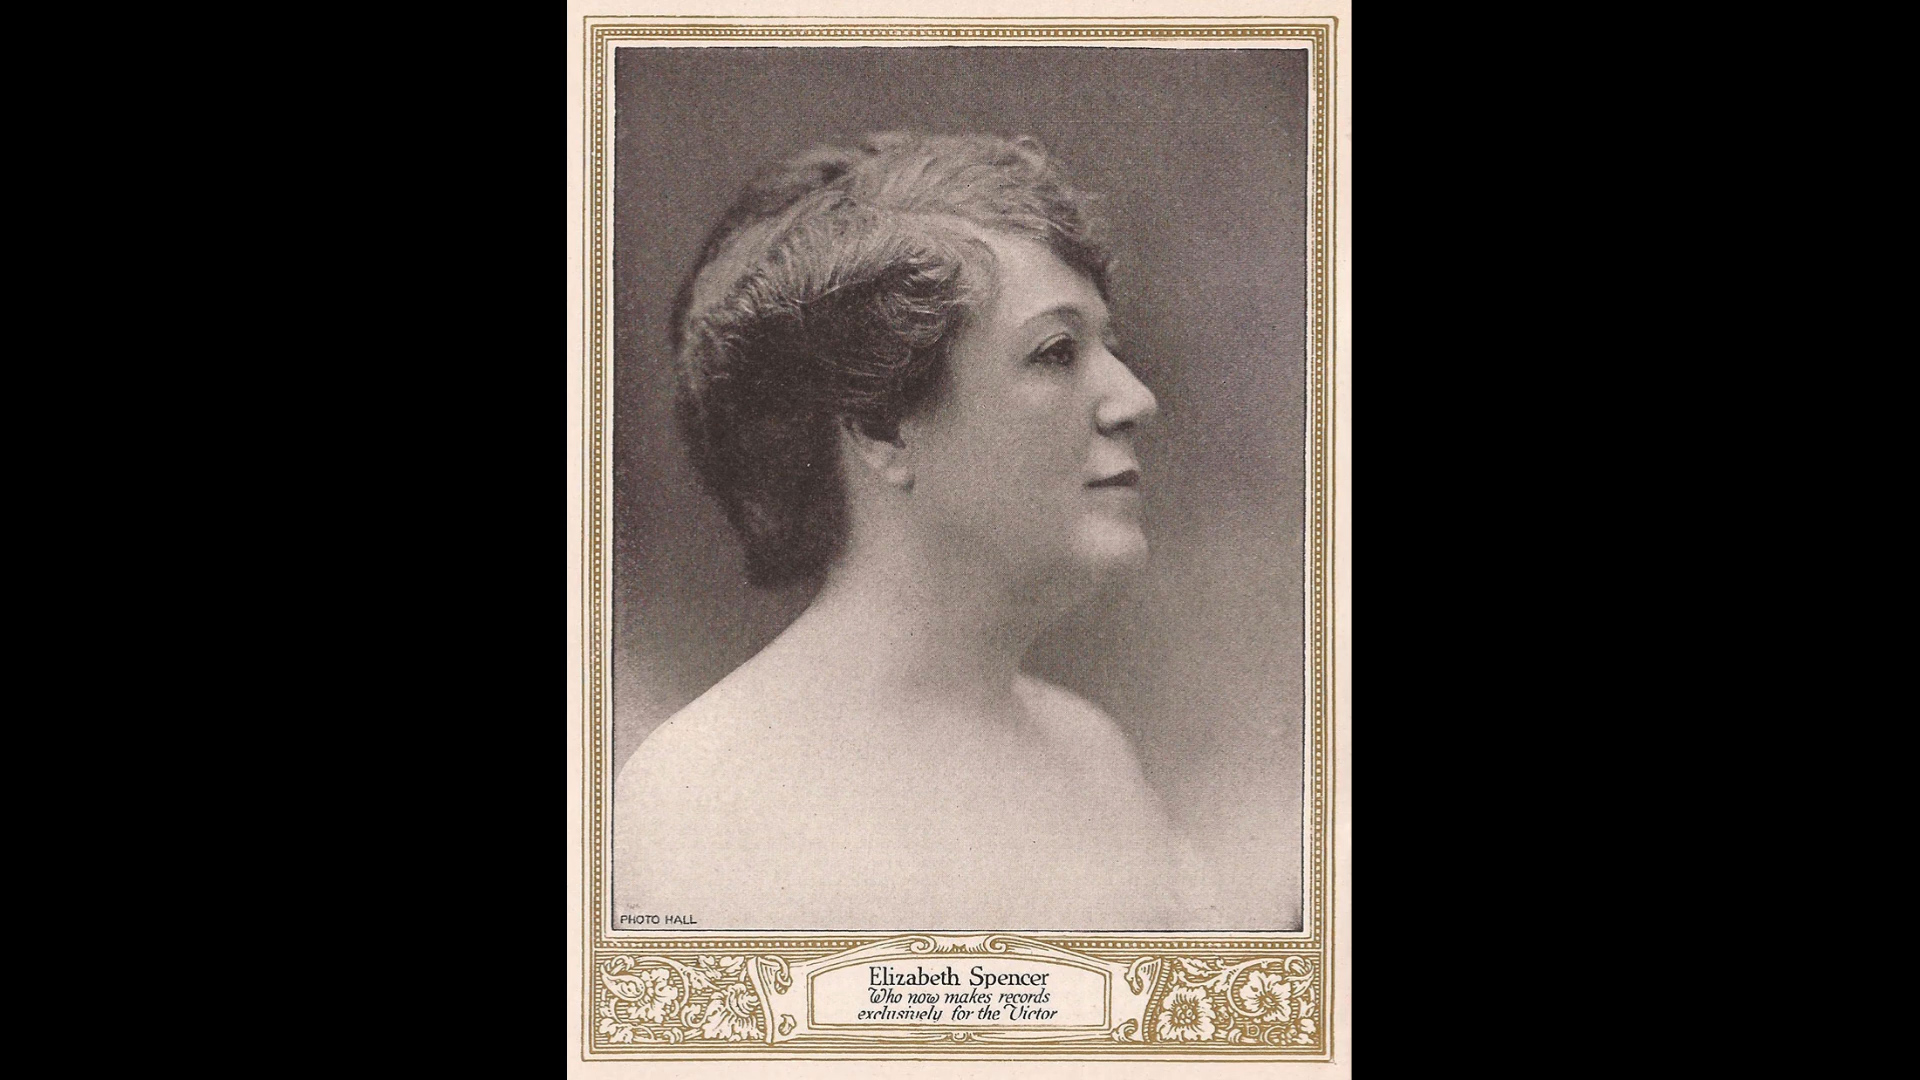 PHOTO HALL
Elizabeth Spencer
Who now makes records
exclusively for the Victor